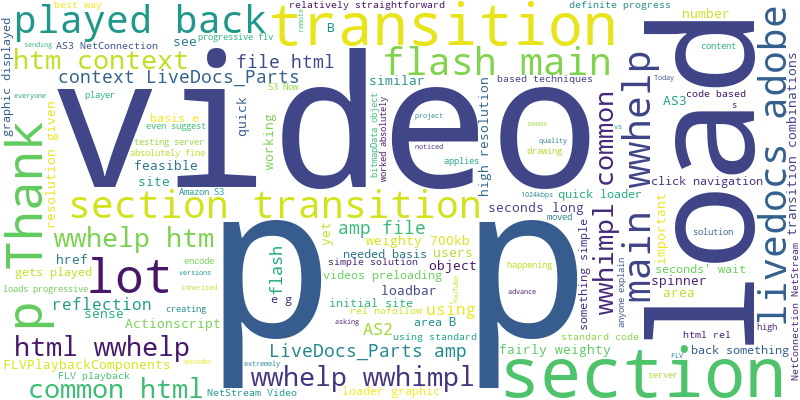 best way
relatively straightforward
definite progress
played back
transition
B
number
AS3 NetConnection
progressive flv
remote
sending
see
htm context
file html
flash main
content
context LiveDocs_Parts
S3 Now
similar
based techniques
Today
AS3
code based
s
everyone
player
quick
graphic displayed
video
load
p p
basis e
even suggest
testing server
absolutely fine
working
bitmapData object
worked absolutely
high resolution
project
noticed
applies
seems
quality
vs
drawing
resolution given
feasible
site
Amazon S3
1024kbps
quick loader
moved
click navigation
livedocs adobe
main wwhelp
wwhimpl common
p Thank
section transition
yet
amp file
seconds long
important
solution
wwhelp htm
weighty 700kb
needed basis
users
href
encode
versions
gets played
flash
simple solution
videos preloading
happening
something simple
anyone explain
seconds' wait
spinner
area
NetConnection NetStream transition combinations
lot
loads progressive
inherited
e g
loadbar
object
YouTube
advance
reflection
creating
initial site
rel nofollow
using
sense
Actionscript
asking
AS2
area B
using standard
standard code
html rel
high
html wwhelp
LiveDocs_Parts amp
fairly weighty
back something
FLVPlaybackComponents
encoder
wwhelp wwhimpl
extremely
section
FLV
server
FLV playback
common html
NetStream Video
loader graphic